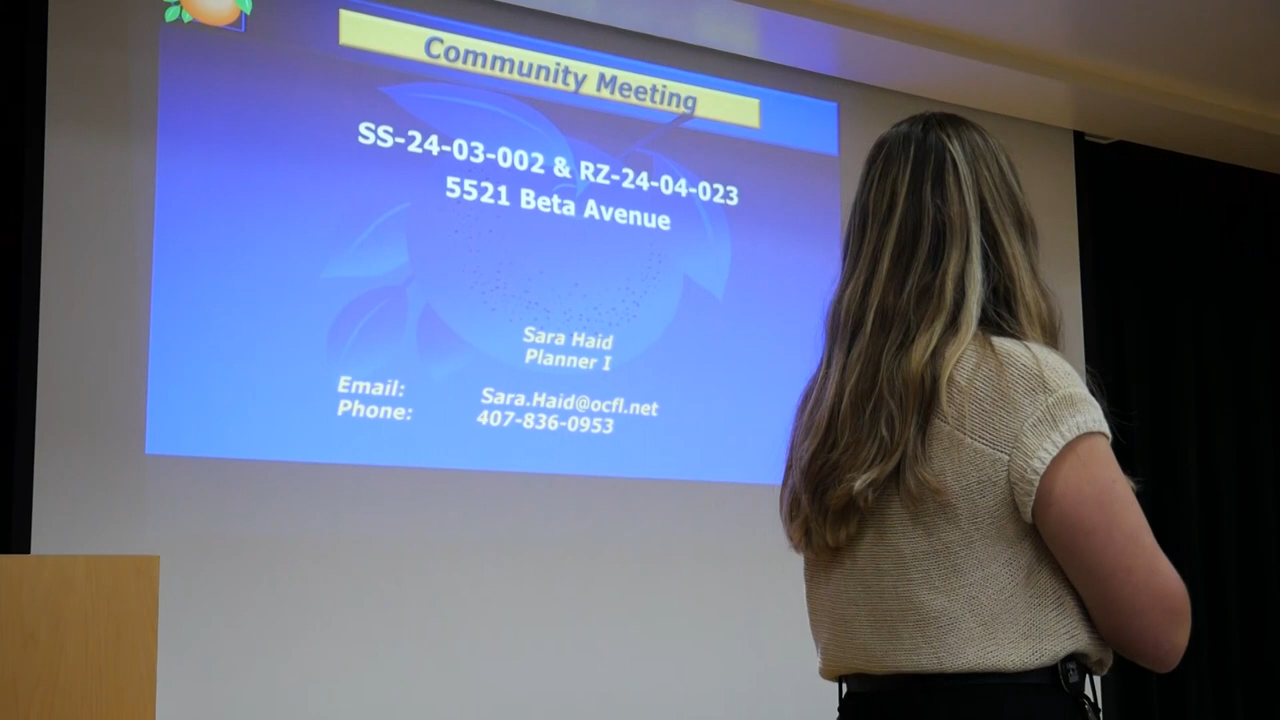 Community Meeting
SS-24-03-002 & RZ-24-04-023
5521 Beta Avenue
Sara Haid
Planner I
Email: Sara.Haid@ocfl.net
Phone: 407-836-0953